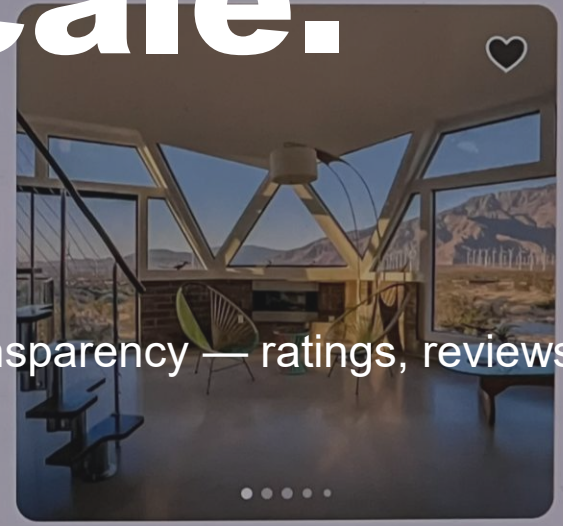 cale.
nsparency — ratings, reviews